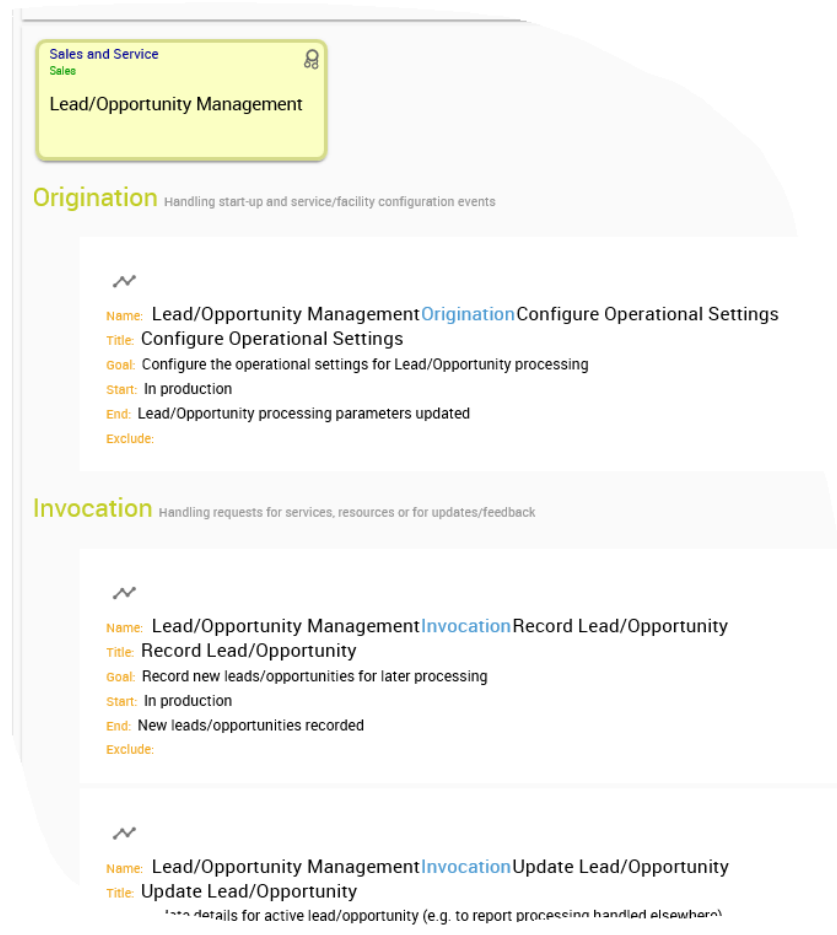 Sales and Service
Sales
Lead/Opportunity Management
Origination Handling start-up and service/facility configuration events
Name: Lead/Opportunity ManagementOriginationConfigure Operational Settings
Title: Configure Operational Settings
Goal: Configure the operational settings for Lead/Opportunity processing
Start: In production
End: Lead/Opportunity processing parameters updated
Exclude:
Invocation Handling requests for services, resources or for updates/feedback
Name: Lead/Opportunity ManagementInvocationRecord Lead/Opportunity
Title: Record Lead/Opportunity
Goal: Record new leads/opportunities for later processing
Start: In production
End: New leads/opportunities recorded
Exclude:
Name: Lead/Opportunity ManagementInvocationUpdate Lead/Opportunity
Title: Update Lead/Opportunity
details for active lead/opportunity (e.g. to report processing handled elsewhere)